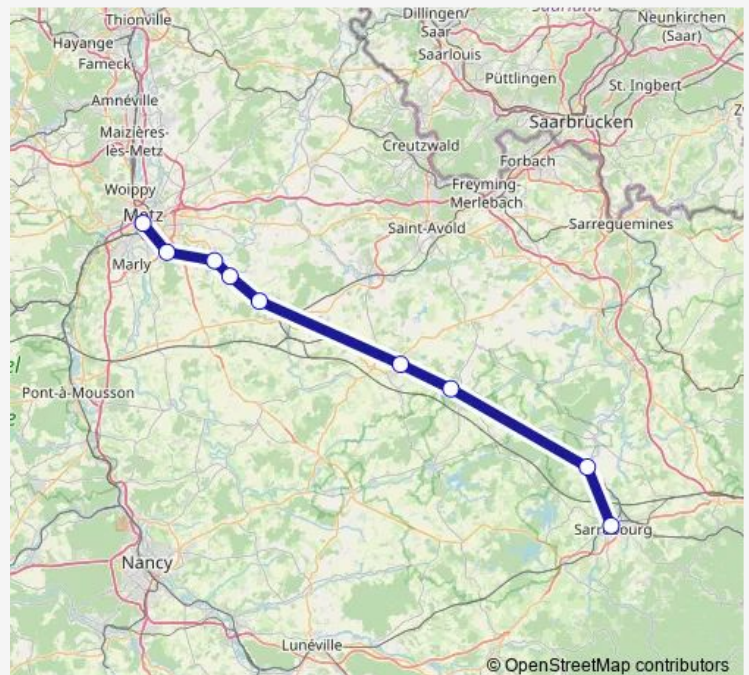 Thionville
Hayange
Fameck
Amnéville
Maizières-
lès-Metz
Woippy
Metz
Marly
Pont-à-Mousson
Nancy
Lunéville
Dillingen/
Saar
Saarlouis
Püttlingen
Neunkirchen
(Saar)
St. Ingbert
Saarbrücken
Creutzwald
Forbach
Freyming-
Merlebach
Saint-Avold
Sarreguemines
© OpenStreetMap contributors